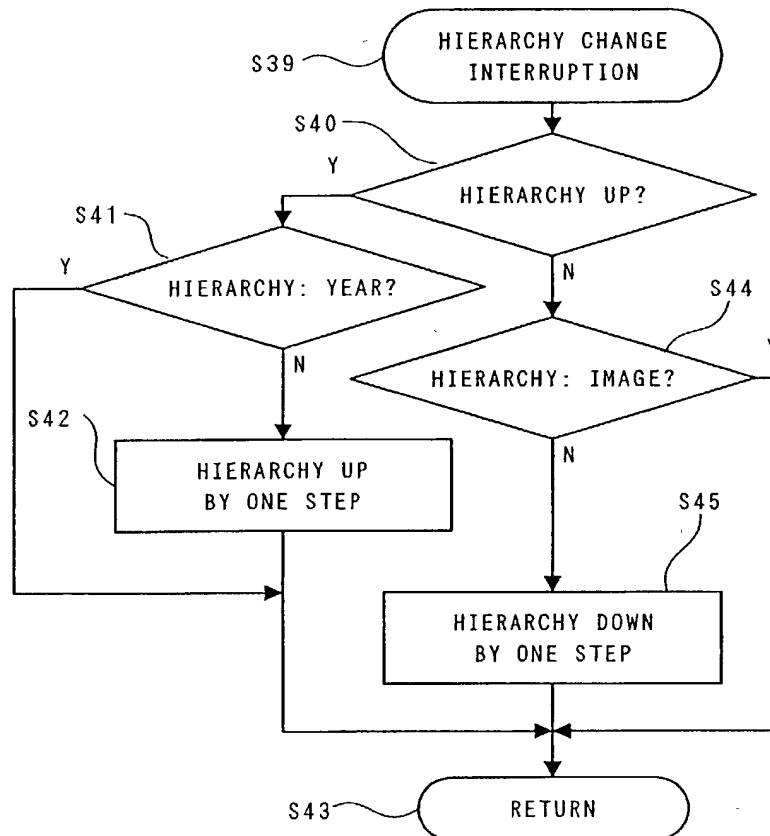 S39
HIERARCHY CHANGE
INTERRUPTION
S40
Y
HIERARCHY UP?
S41
Y
HIERARCHY: YEAR?
N
S44
N
HIERARCHY: IMAGE?
S42
N
HIERARCHY UP
BY ONE STEP
S45
HIERARCHY DOWN
BY ONE STEP
S43
RETURN